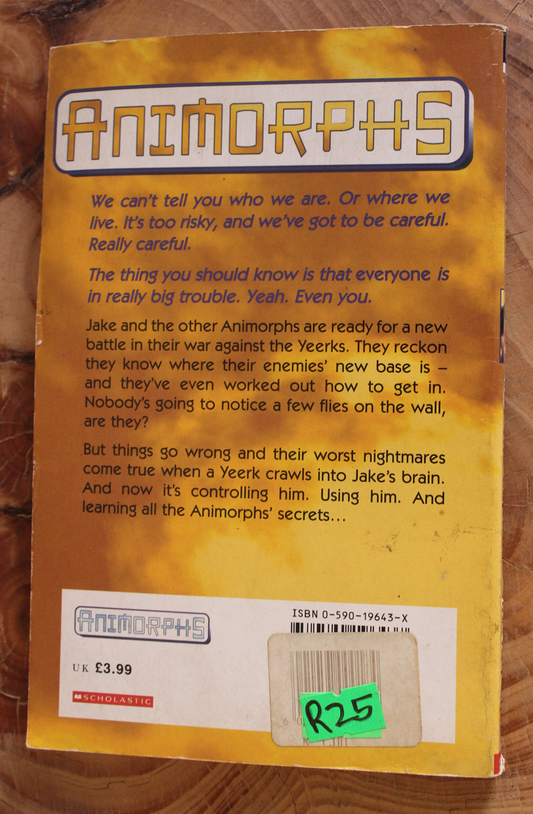 ANIMORPHS
We can't tell you who we are. Or where we
live. It's too risky, and we've got to be careful.
Really careful.
The thing you should know is that everyone is
in really big trouble. Yeah. Even you.
Jake and the other Animorphs are ready for a new
battle in their war against the Yeerks. They reckon
they know where their enemies' new base is –
and they've even worked out how to get in.
Nobody's going to notice a few flies on the wall,
are they?
But things go wrong and their worst nightmares
come true when a Yeerk crawls into Jake's brain.
And now it's controlling him. Using him. And
learning all the Animorphs' secrets...
ANIMORPHS
ISBN 0-590-19643-X
UK £3.99
SCHOLASTIC
R25